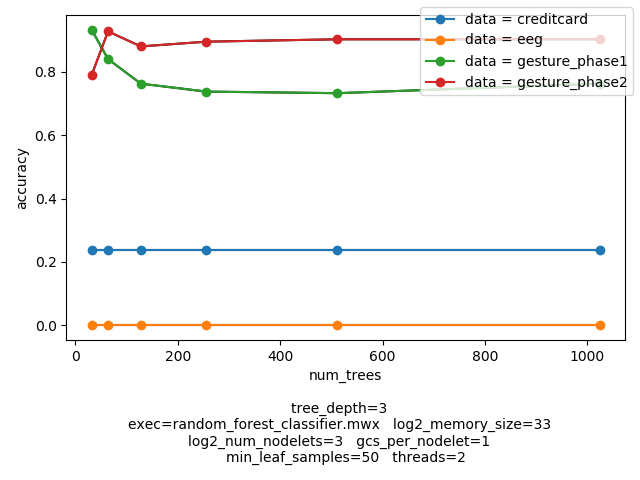 data = creditcard
data = eeg
data = gesture_phase1
data = gesture_phase2
accuracy
0.8
0.6
0.4
0.2
0.0
0 200 400 600 800 1000
num_trees
tree_depth=3
exec=random_forest_classifier.mwx log2_memory_size=33
log2_num_nodelets=3 gcs_per_nodelet=1
min_leaf_samples=50 threads=2